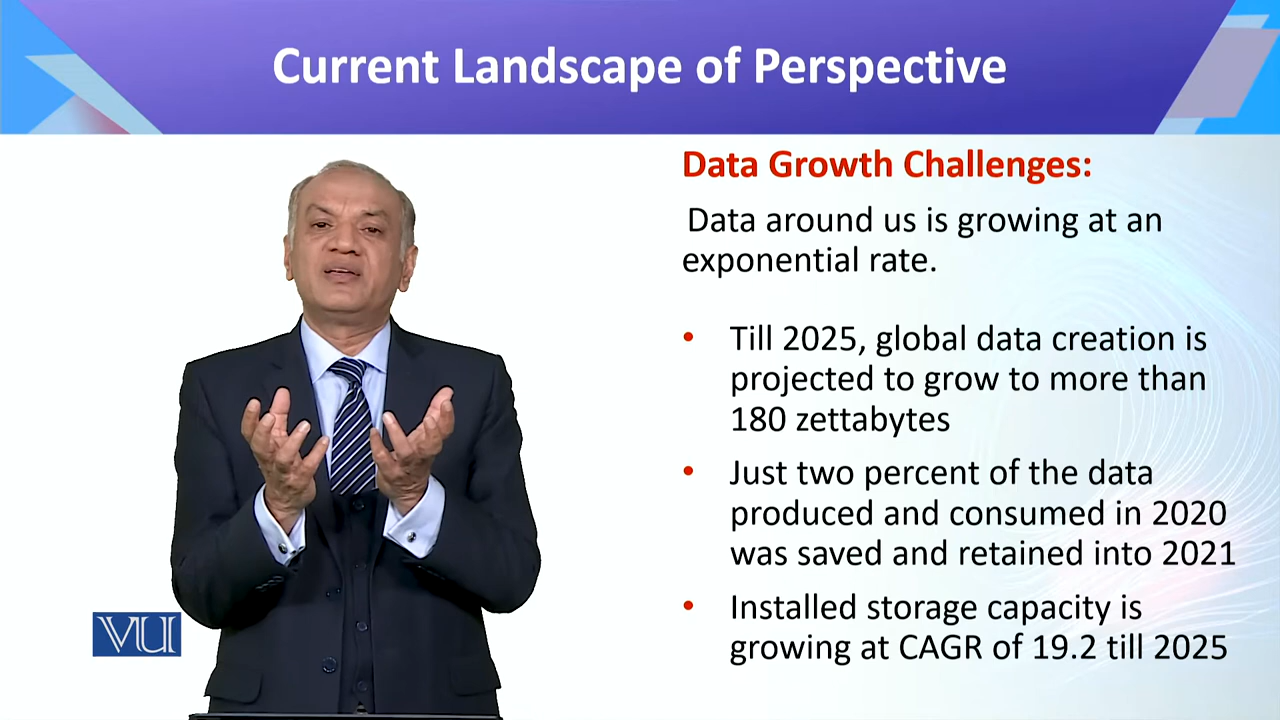 Current Landscape of Perspective
Data Growth Challenges:
Data around us is growing at an
exponential rate.
• Till 2025, global data creation is
projected to grow to more than
180 zettabytes
• Just two percent of the data
produced and consumed in 2020
was saved and retained into 2021
• Installed storage capacity is
growing at CAGR of 19.2 till 2025
VU